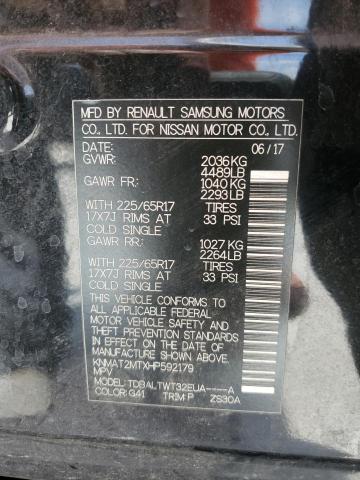 MFD BY RENAULT SAMSUNG MOTORS
CO., LTD. FOR NISSAN MOTOR CO., LTD.
DATE: 06/17
GVWR: 2036KG
4489LB
GAWR FR: 1040KG
2293LB
WITH 225/65R17 TIRES
17X7J RIMS AT 33 PSI
COLD SINGLE
GAWR RR: 1027KG
2264LB
WITH 225/65R17 TIRES
17X7J RIMS AT 33 PSI
COLD SINGLE
THIS VEHICLE CONFORMS TO
ALL APPLICABLE FEDERAL
MOTOR VEHICLE SAFETY
AND THEFT PREVENTION STANDARDS
IN EFFECT ON THE DATE OF
MANUFACTURE SHOWN ABOVE.
KNMAT2MTXHP592179
MPV
MODEL: TDBALTWT32EUA-----A
COLOR: G41 TRIM:P ZS30A